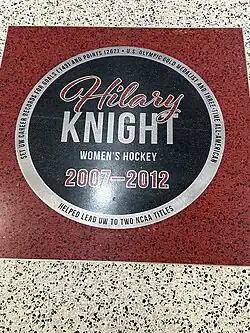 SET UW CAREER RECORDS FOR GOALS (143) AND POINTS (262) • U.S. OLYMPIC GOLD MEDALIST AND THREE-TIME ALL-AMERICAN
Hilary
KNIGHT
WOMEN'S HOCKEY
2007–2012
HELPED LEAD UW TO TWO NCAA TITLES